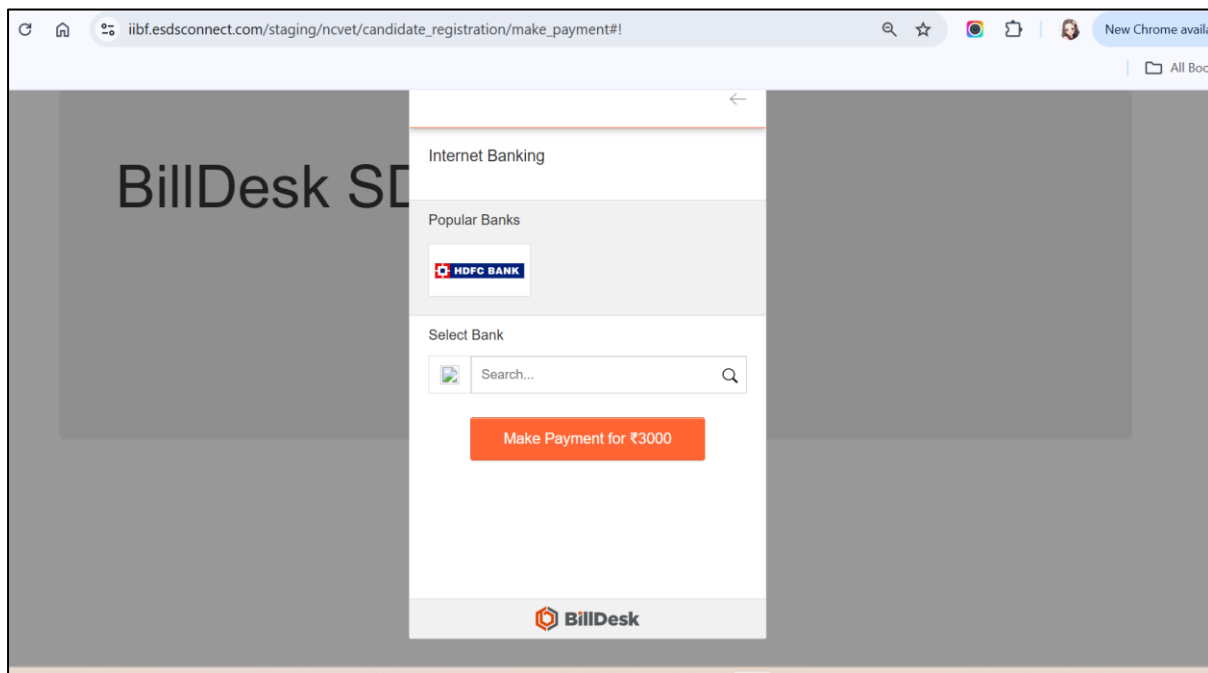 iibf.esdsconnect.com/staging/ncvet/candidate_registration/make_payment#!
New Chrome availa
All Boo
BillDesk SD
Internet Banking
Popular Banks
HDFC BANK
Select Bank
Search...
Make Payment for ₹3000
BillDesk